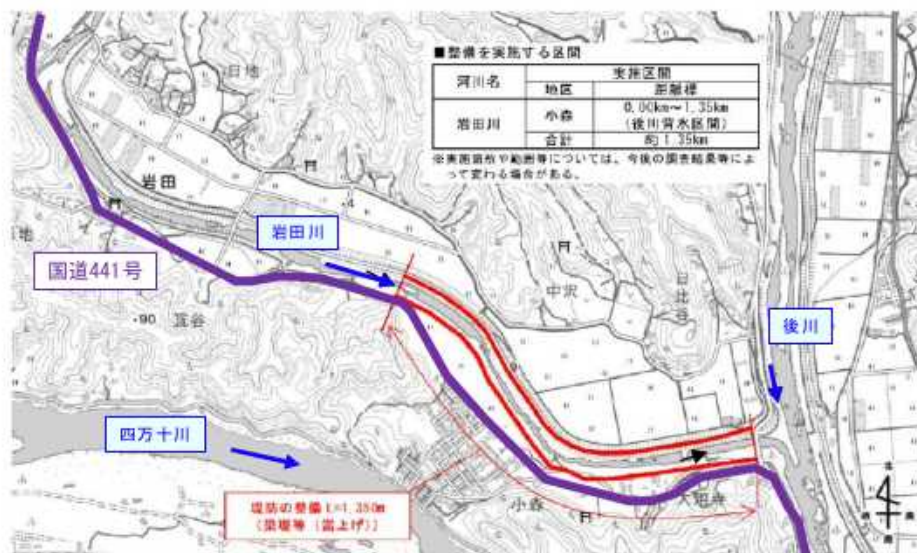 ■整備を実施する区間
河川名 実施区間
地区 距離標
岩田川 小森 0.00km~1.35km
(後川背水区間)
合計 約1.35km
※実施箇所や範囲等については、今後の調査結果等によ
って変わる場合がある。
日地
岩田
岩田川
国道441号
中沢
日比谷
後川
四万十川
堤防の整備 L=1,350m
(築堤等(嵩上げ))
小森